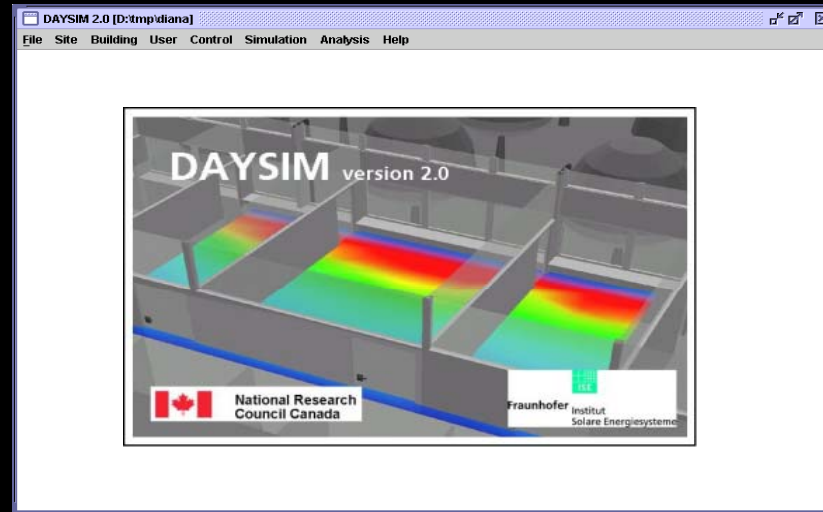 DAYSIM 2.0 [D:\tmp\diana]
File Site Building User Control Simulation Analysis Help
DAYSIM version 2.0
National Research
Council Canada
ISE
Fraunhofer Institut
Solare Energiesysteme